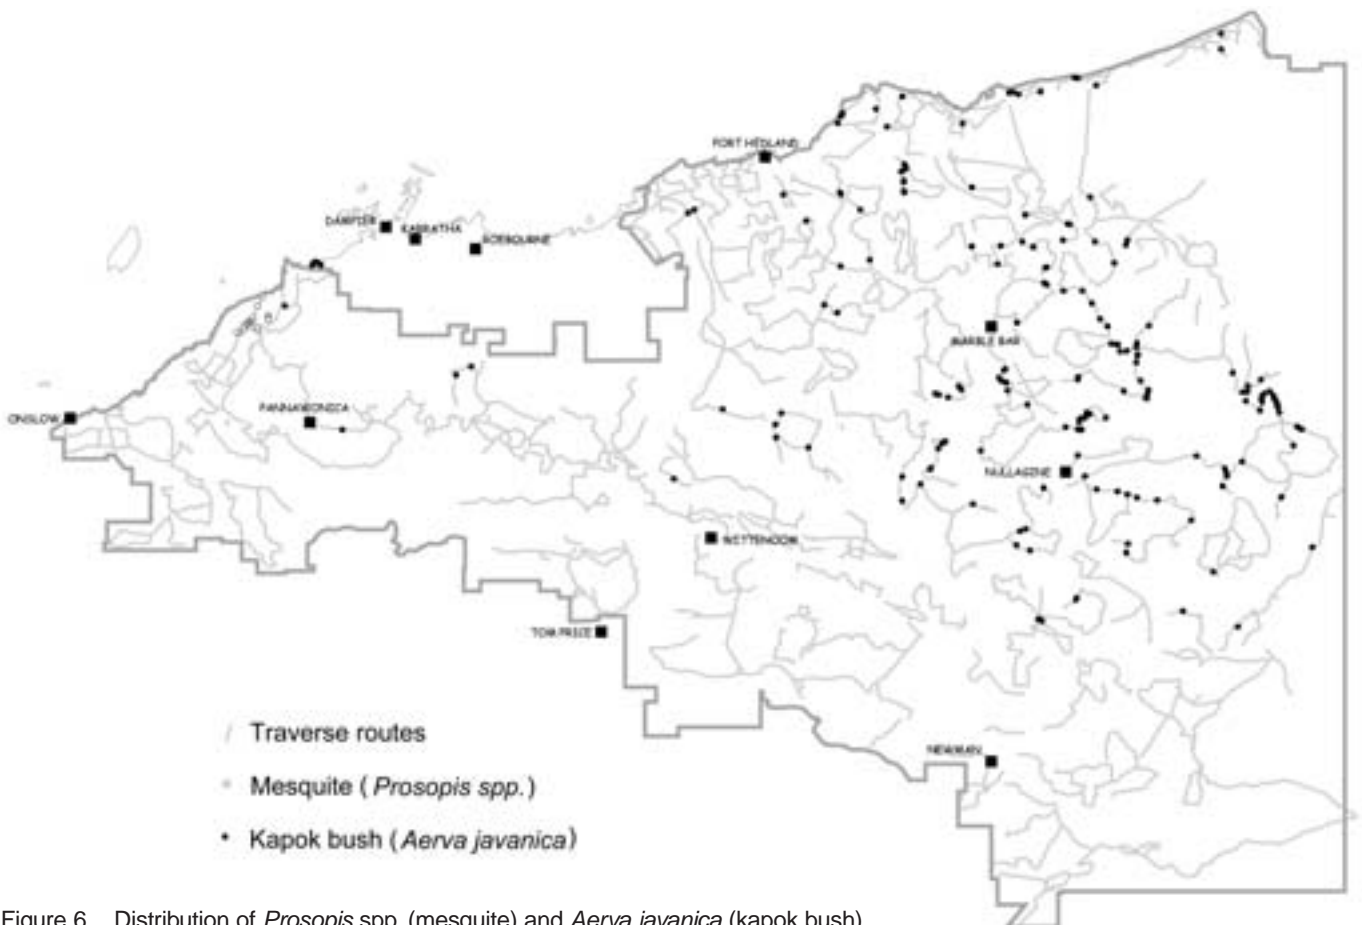 PORT HEDLAND
DAMPIER
KARRATHA
ROEBOURNE
MARBLE BAR
ONSLOW
PANNAWONICA
NULLAGINE
WITTENOOM
TOM PRICE
Traverse routes
NEWMAN
Mesquite (Prosopis spp.)
Kapok bush (Aerva javanica)
Figure 6 Distribution of Prosopis spp. (mesquite) and Aerva javanica (kapok bush)